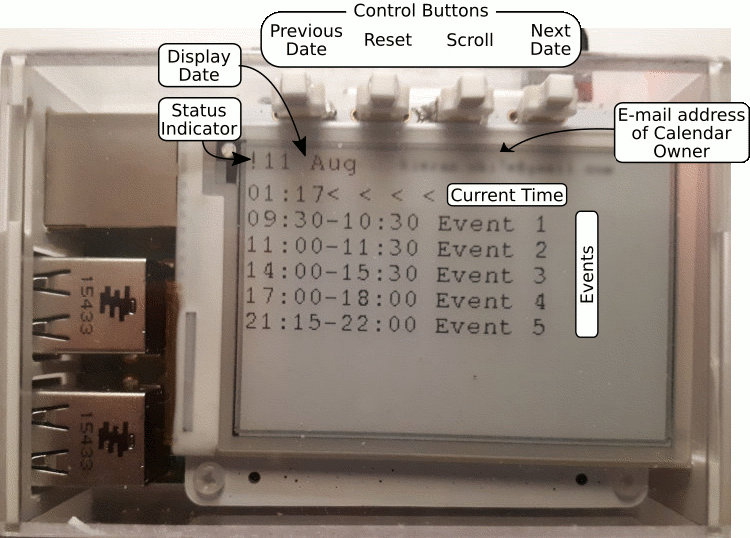 Control Buttons
Previous Date
Reset
Scroll
Next Date
Display Date
Status Indicator
E-mail address of Calendar Owner
!11 Aug
01:17< < < < Current Time
09:30-10:30 Event 1
11:00-11:30 Event 2
14:00-15:30 Event 3
17:00-18:00 Event 4
21:15-22:00 Event 5
Events
15433
15433